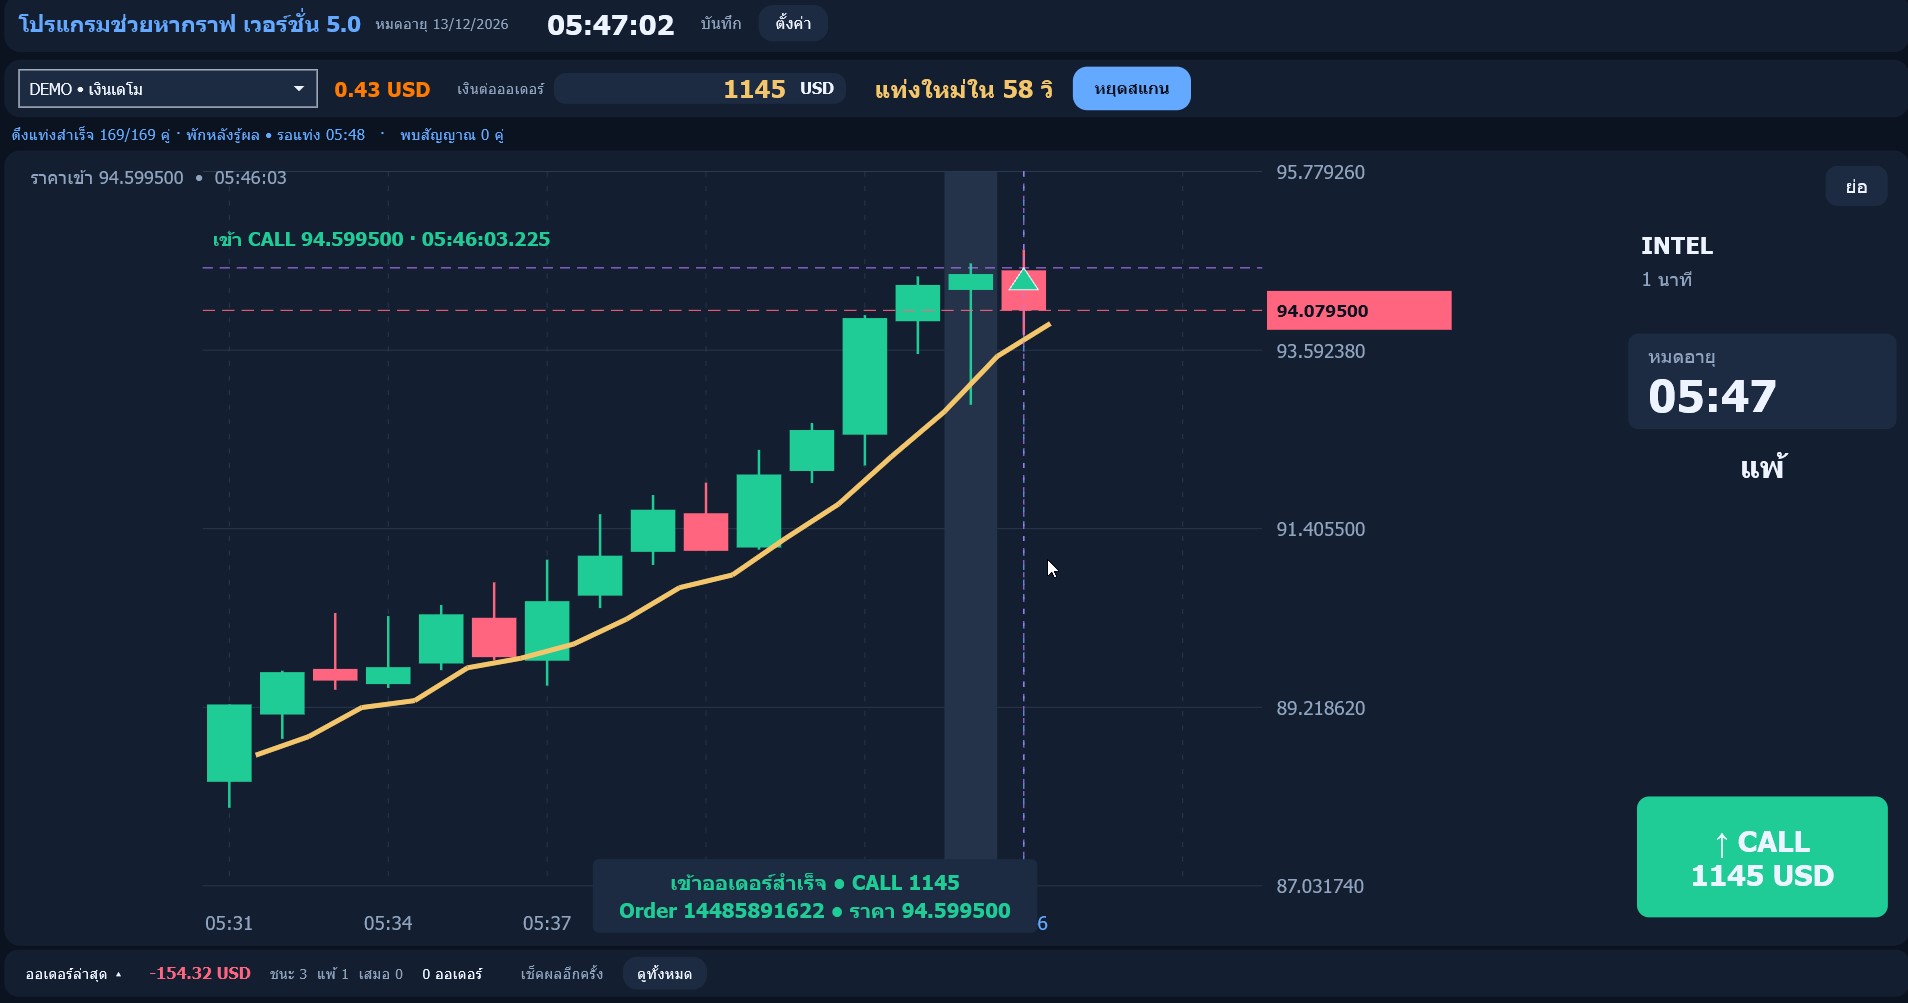 โปรแกรมช่วยหากราฟ เวอร์ชั่น 5.0 หมดอายุ 13/12/2026 05:47:02 บันทึก ตั้งค่า
DEMO • เงินเดโม 0.43 USD เงินต่อออเดอร์ 1145 USD แท่งใหม่ใน 58 วิ หยุดสแกน
ดึงแท่งสำเร็จ 169/169 คู่ · พักหลังรู้ผล • รอแท่ง 05:48 · พบสัญญาณ 0 คู่
ราคาเข้า 94.599500 • 05:46:03
95.779260
ย่อ
เข้า CALL 94.599500 · 05:46:03.225
INTEL
1 นาที
94.079500
93.592380
หมดอายุ
05:47
แพ้
91.405500
89.218620
87.031740
↑ CALL
1145 USD
เข้าออเดอร์สำเร็จ • CALL 1145
Order 14485891622 • ราคา 94.599500
05:31 05:34 05:37 6
ออเดอร์ล่าสุด ▴ -154.32 USD ชนะ 3 แพ้ 1 เสมอ 0 0 ออเดอร์ เช็คผลอีกครั้ง ดูทั้งหมด